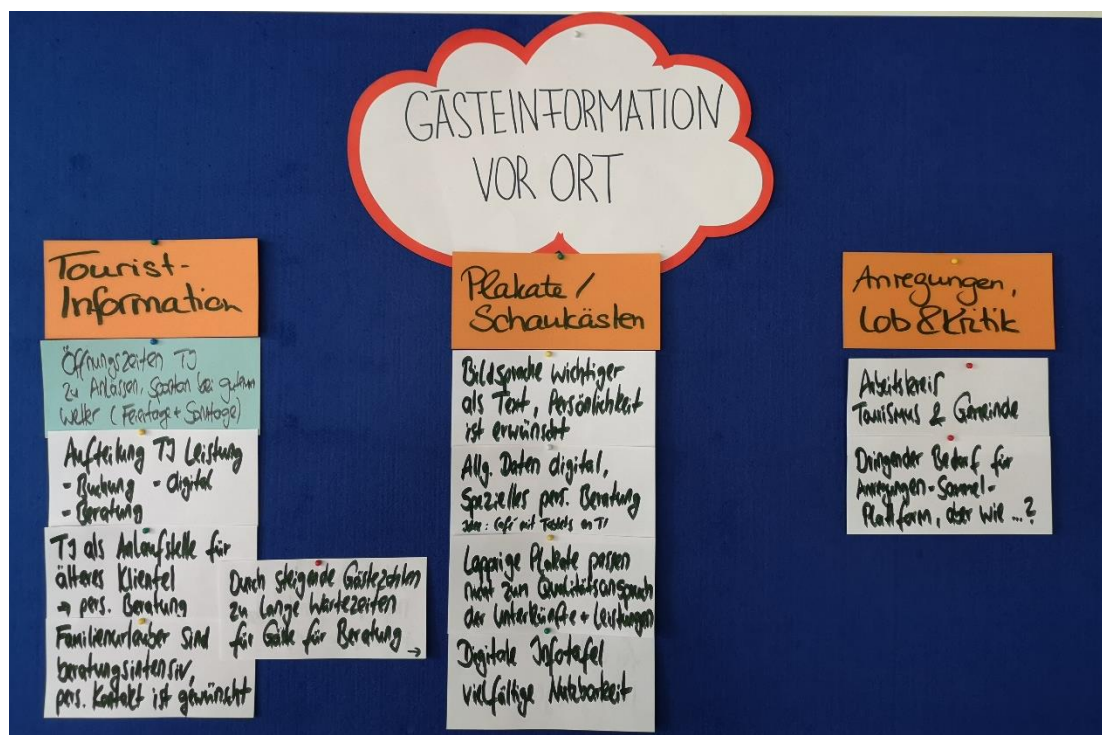 GÄSTEINFORMATION
VOR ORT
Tourist-
Information
Öffnungszeiten TI
zu Anlässen, Spontan bei gutem
Wetter (Feiertage + Sonntage)
Aufteilung TI Leistung
- Buchung - digital
- Beratung
TI als Anlaufstelle für
älteres Klientel
→ pers. Beratung
Familienurlauber sind
beratungsintensiv,
pers. Kontakt ist gewünscht
Durch steigende Gästezahlen
zu lange Wartezeiten
für Gäste für Beratung →
Plakate /
Schaukästen
Bildsprache wichtiger
als Text, Persönlichkeit
ist erwünscht
Allg. Daten digital,
Spezielles pers. Beratung
Idee: Café mit Tablets an TI
Lapprige Plakate passen
nicht zum Qualitätsanspruch
der Unterkünfte + Leistungen
Digitale Infotafel
vielfältige Nutzbarkeit
Anregungen,
Lob & Kritik
Arbeitskreis
Tourismus & Gemeinde
Dringender Bedarf für
Anregungen-Sammel-
Plattform, aber wie ...?